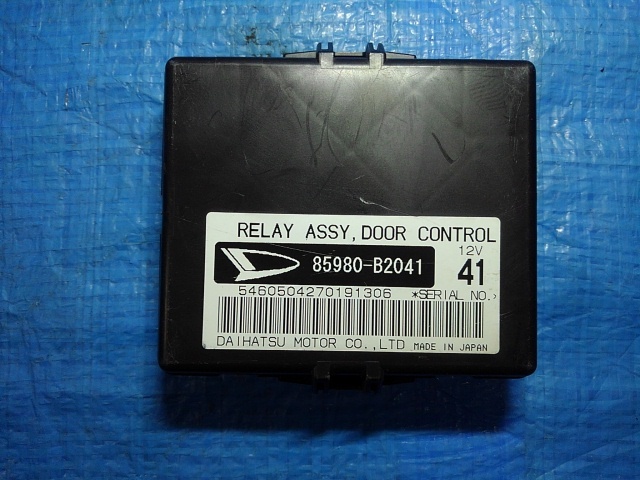 RELAY ASSY, DOOR CONTROL
12V
85980-B2041
41
5460504270191306 *SERIAL NO.
DAIHATSU MOTOR CO.,LTD MADE IN JAPAN